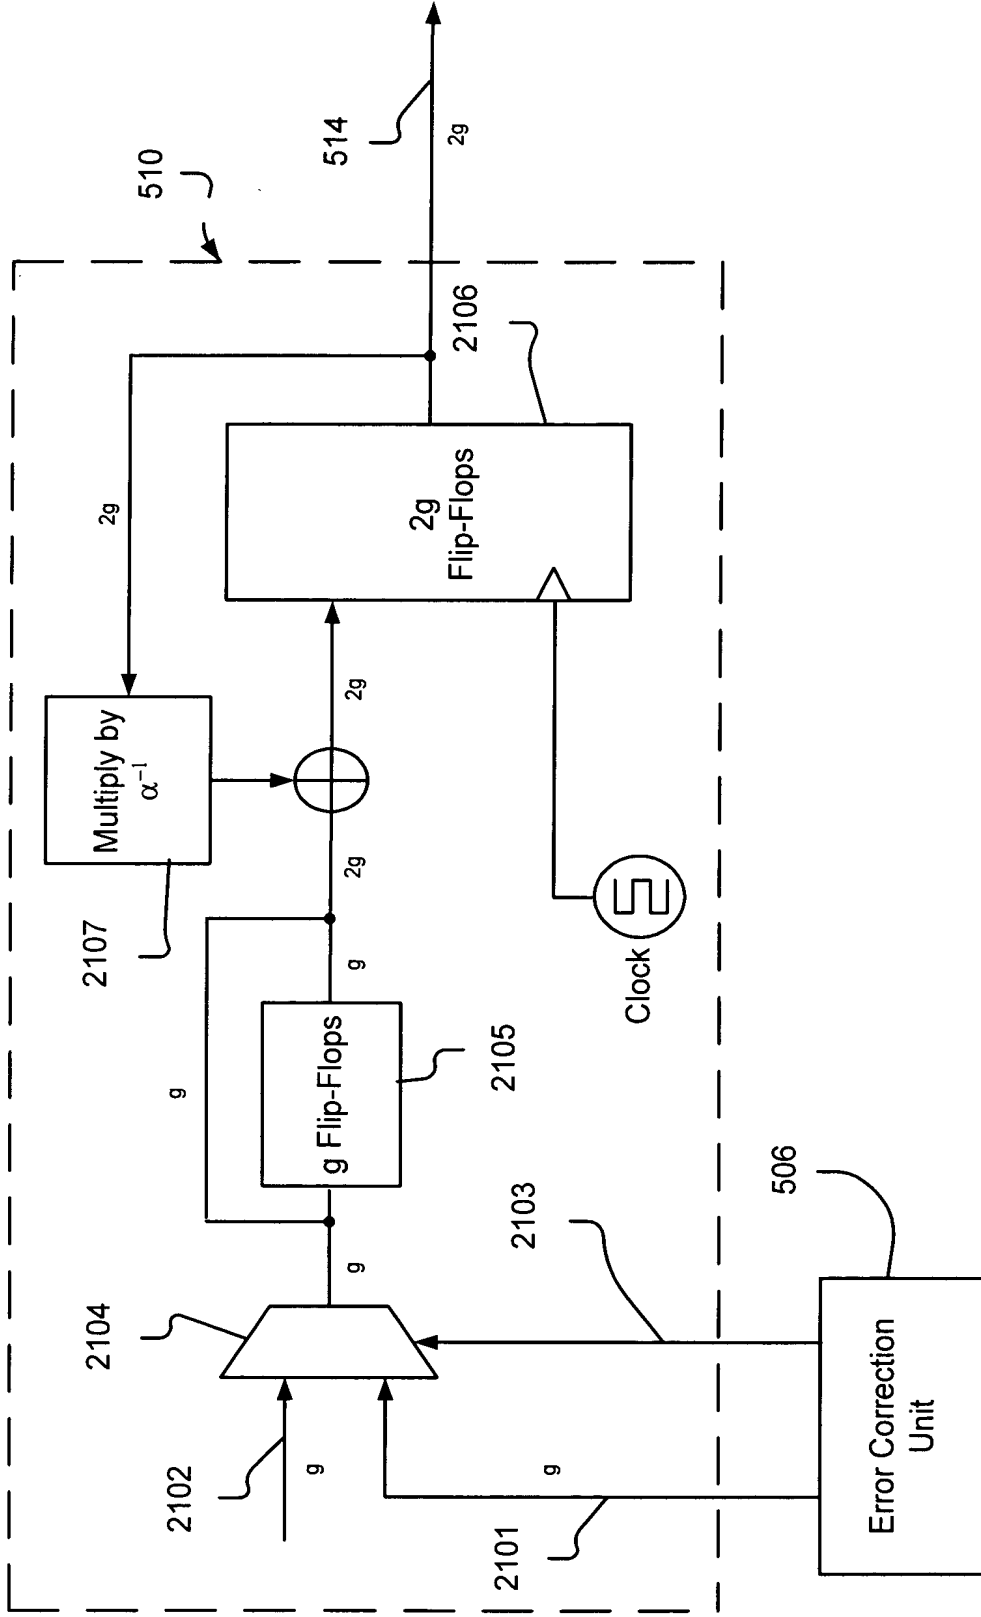 510
514
2g
2g
2106
2g
Flip-Flops
Multiply by
α⁻¹
2107
2g
2g
g
g
g Flip-Flops
2105
Clock
g
2104
2103
2102
g
g
2101
506
Error Correction
Unit